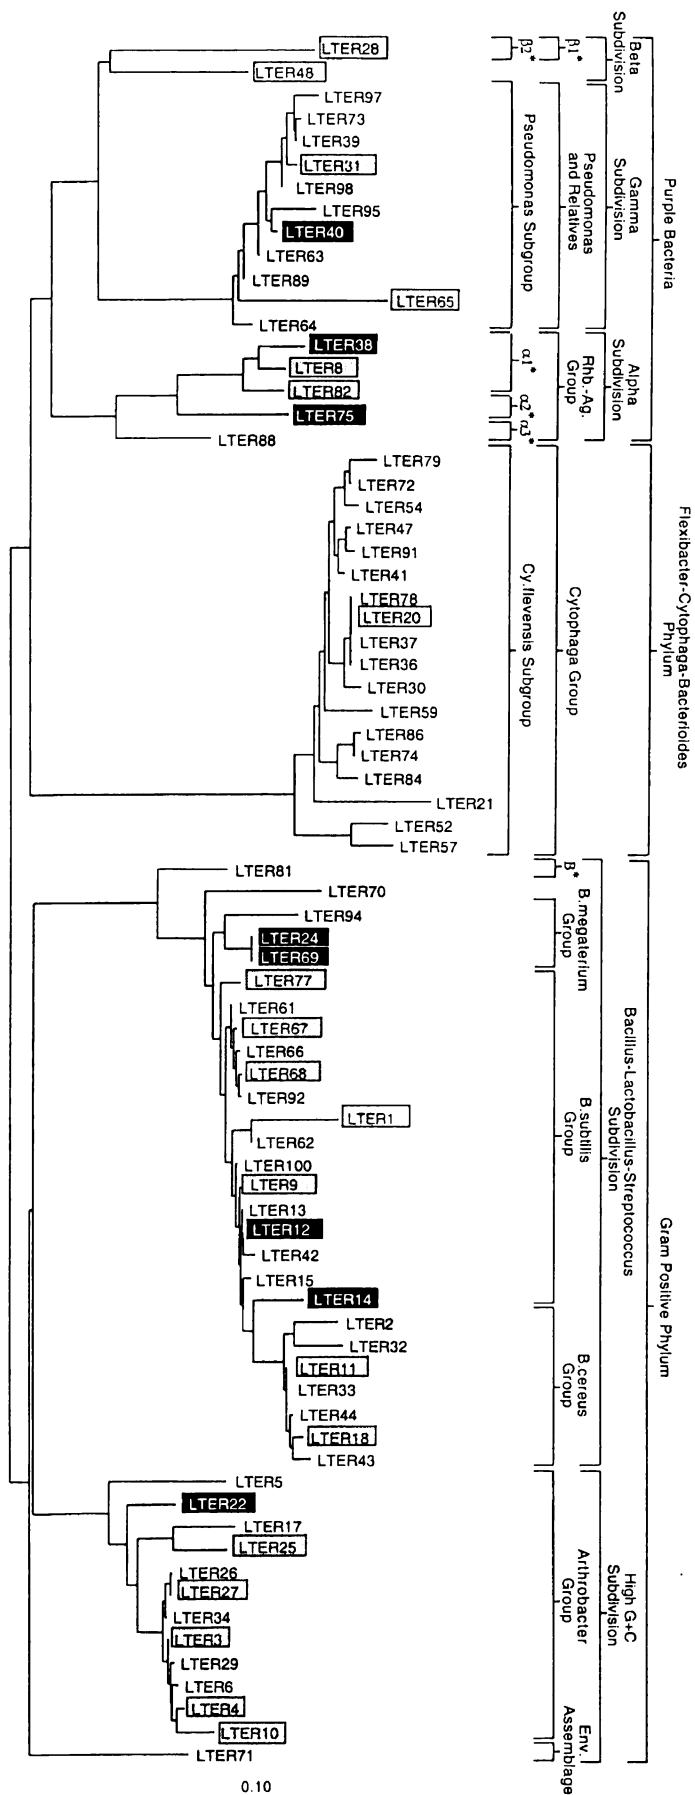 LTER28
LTER48
LTER97
LTER73
LTER39
LTER31
LTER98
LTER95
LTER40
LTER63
LTER89
LTER65
LTER64
LTER38
LTER8
LTER82
LTER75
LTER88
LTER79
LTER72
LTER54
LTER47
LTER91
LTER41
LTER78
LTER20
LTER37
LTER36
LTER30
LTER59
LTER86
LTER74
LTER84
LTER21
LTER52
LTER57
LTER81
LTER70
LTER94
LTER24
LTER69
LTER77
LTER61
LTER67
LTER66
LTER68
LTER92
LTER1
LTER62
LTER100
LTER9
LTER13
LTER12
LTER42
LTER15
LTER14
LTER2
LTER32
LTER11
LTER33
LTER44
LTER18
LTER43
LTER5
LTER22
LTER17
LTER25
LTER26
LTER27
LTER34
LTER3
LTER29
LTER6
LTER4
LTER10
LTER71
0.10
β2*
Pseudomonas Subgroup
α1*
α2*
α3*
Cy.flevensis Subgroup
β1*
Pseudomonas
and Relatives
Rhb.-Ag.
Group
Cytophaga Group
B*
B.megaterium
Group
B.subtilis
Group
B.cereus
Group
Arthrobacter
Group
Env.
Assemblage
Beta
Subdivision
Gamma
Subdivision
Alpha
Subdivision
Bacillus-Lactobacillus-Streptococcus
Subdivision
High G+C
Subdivision
Purple Bacteria
Flexibacter-Cytophaga-Bacterioides
Phylum
Gram Positive Phylum